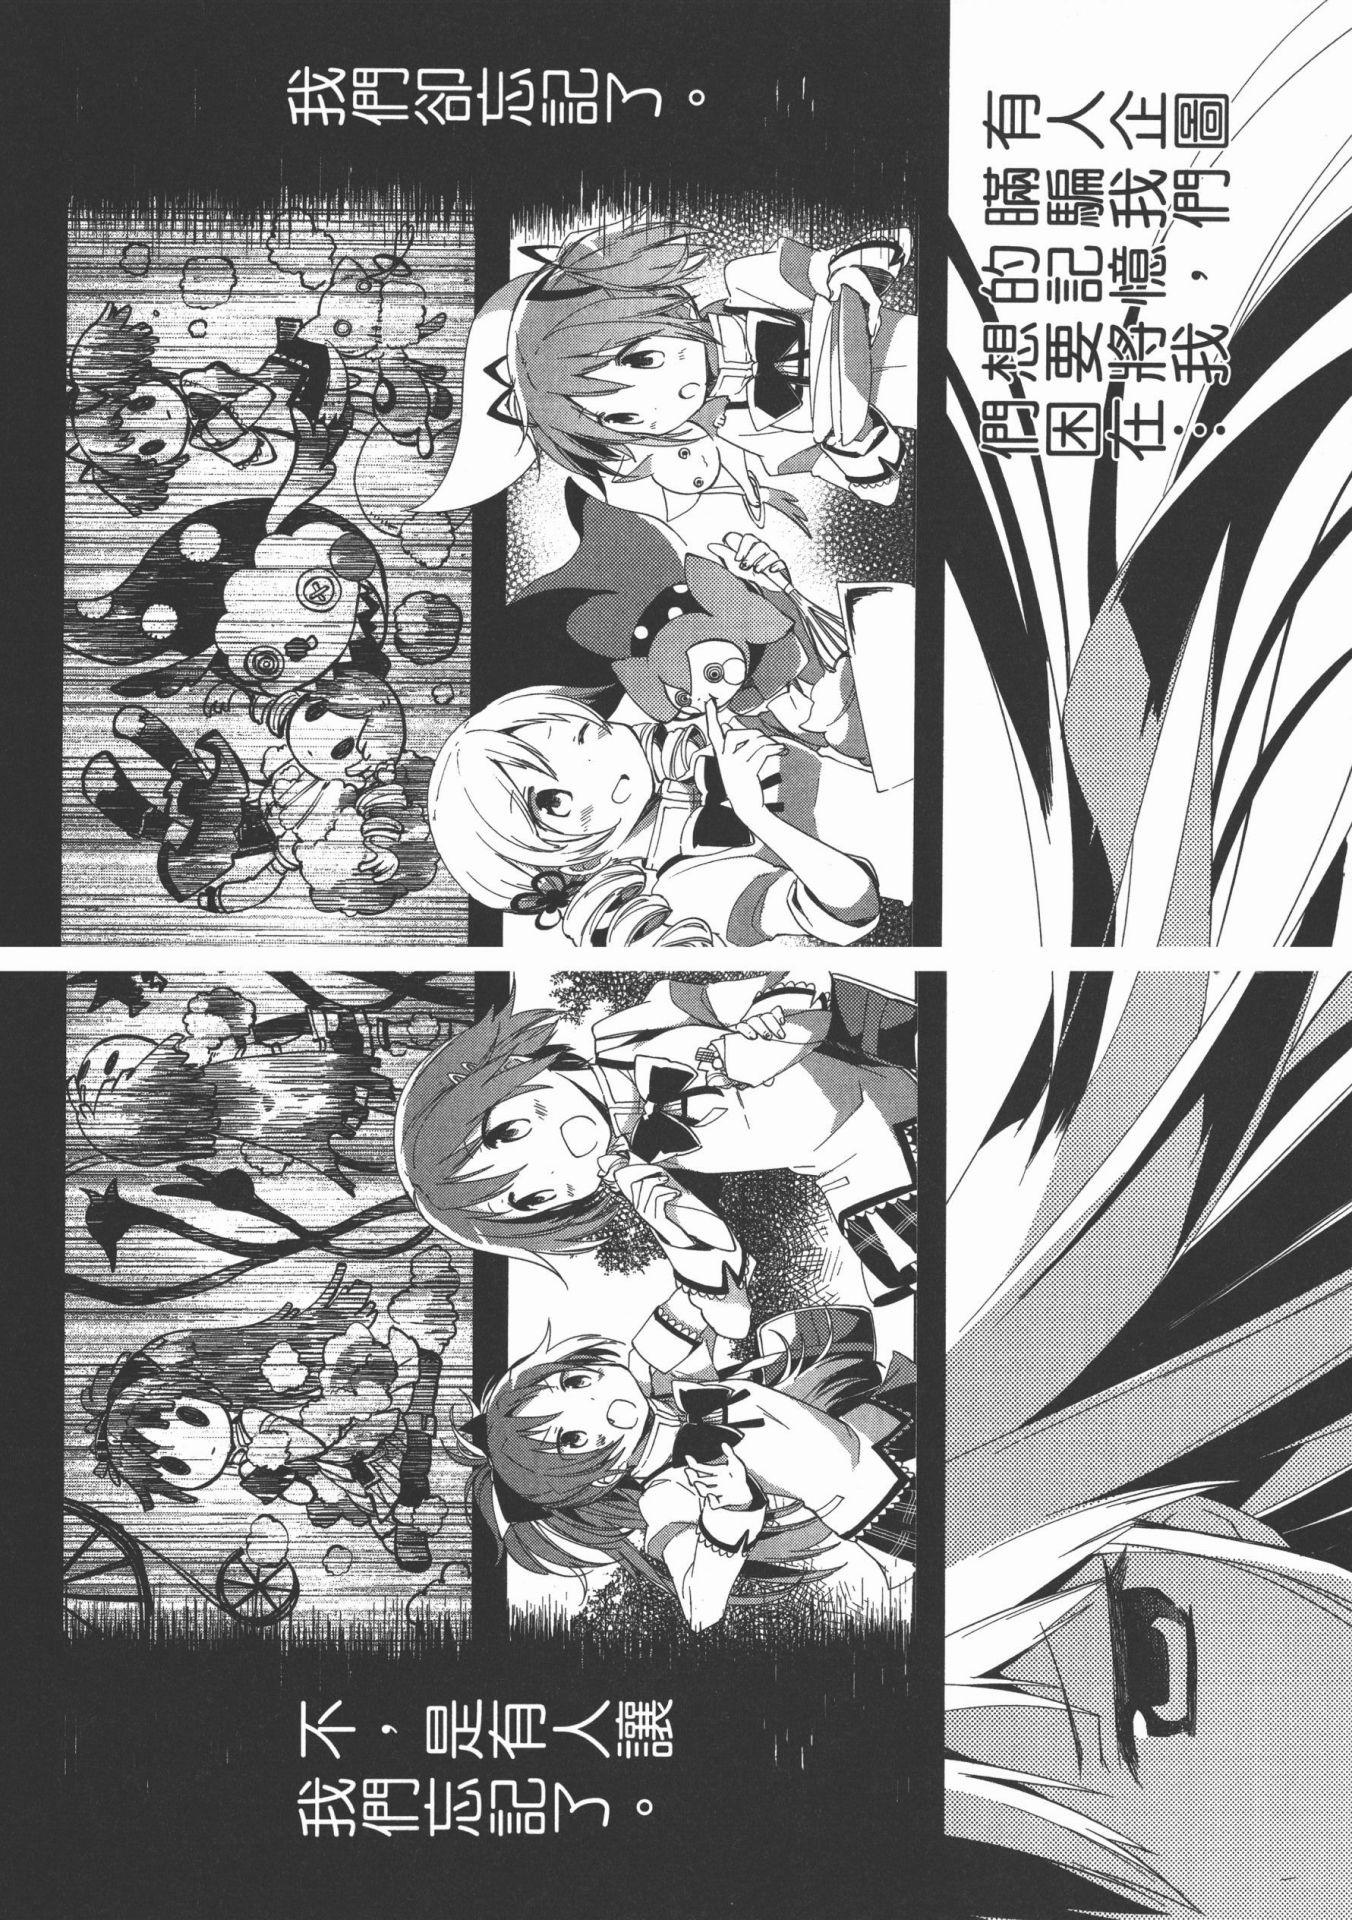 我們卻忘記了。
不，是有人讓
我們忘記了。
有人企圖
瞞騙我們
的記憶，
想要將我
們困在…